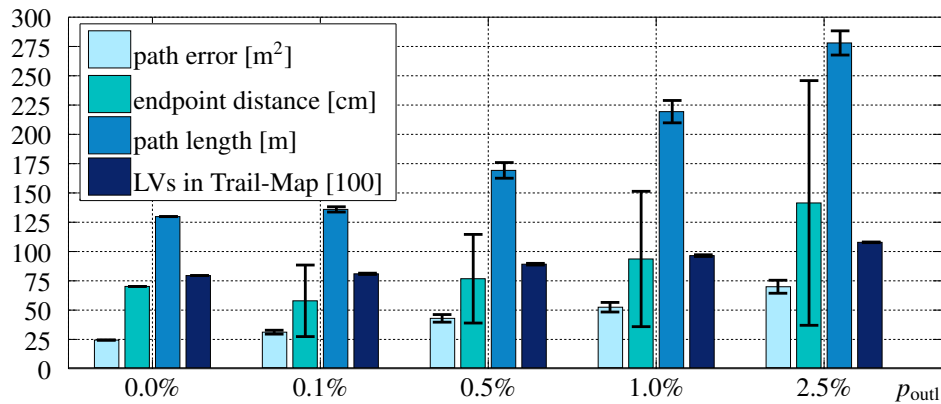 300
275
250
225
200
175
150
125
100
75
50
25
0
path error [m²]
endpoint distance [cm]
path length [m]
LVs in Trail-Map [100]
0.0% 0.1% 0.5% 1.0% 2.5% p_outl